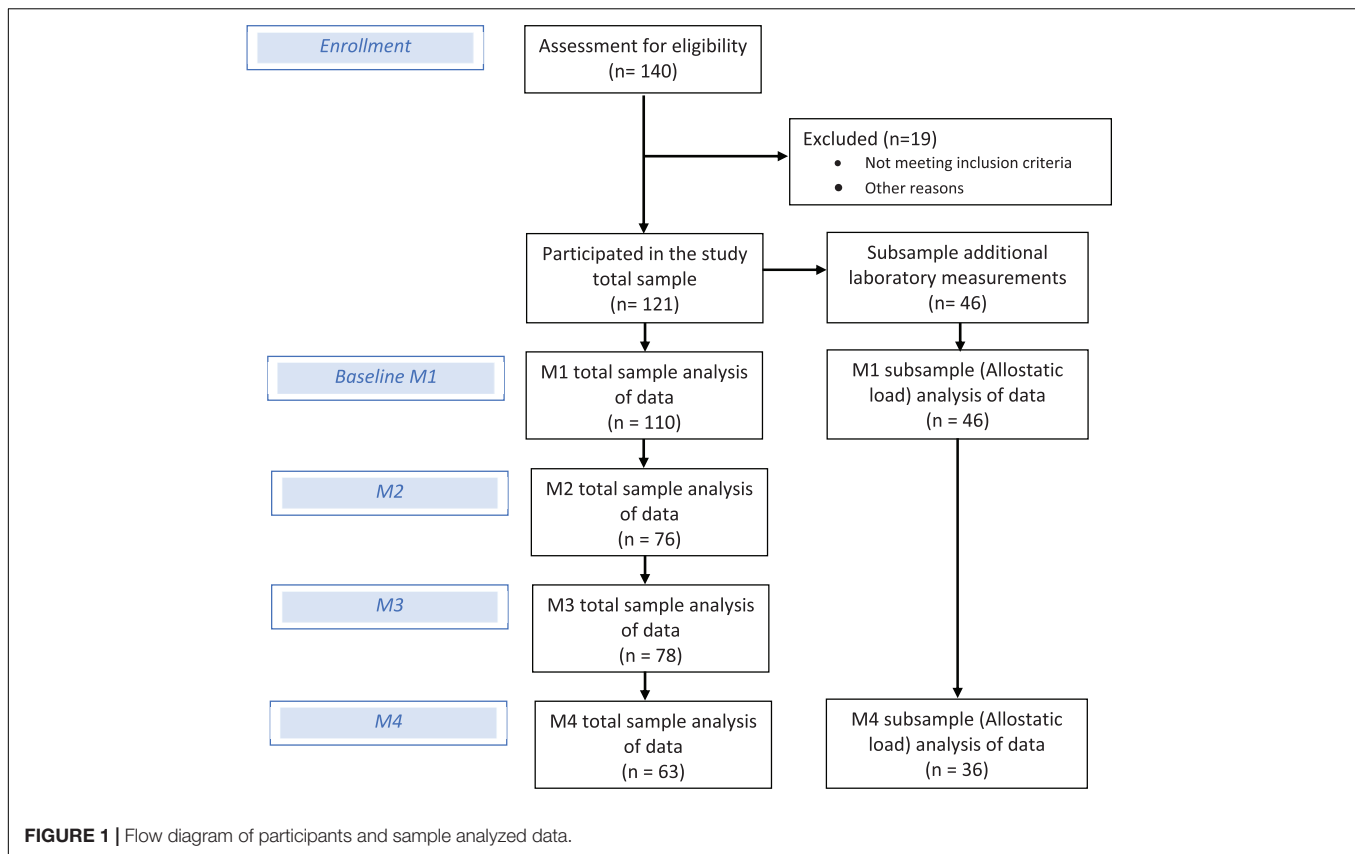 Enrollment
Assessment for eligibility
(n= 140)
Excluded (n=19)
• Not meeting inclusion criteria
• Other reasons
Participated in the study
total sample
(n= 121)
Subsample additional
laboratory measurements
(n= 46)
Baseline M1
M1 total sample analysis
of data
(n = 110)
M1 subsample (Allostatic
load) analysis of data
(n = 46)
M2
M2 total sample analysis
of data
(n = 76)
M3
M3 total sample analysis
of data
(n = 78)
M4
M4 total sample analysis
of data
(n = 63)
M4 subsample (Allostatic
load) analysis of data
(n = 36)
FIGURE 1 | Flow diagram of participants and sample analyzed data.